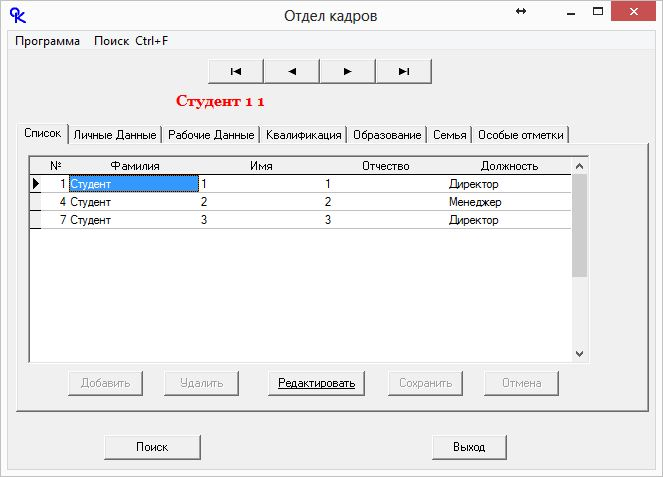 Отдел кадров
Программа Поиск Ctrl+F
Студент 1 1
Список Личные Данные Рабочие Данные Квалификация Образование Семья Особые отметки
№ Фамилия Имя Отчество Должность
1 Студент 1 1 Директор
4 Студент 2 2 Менеджер
7 Студент 3 3 Директор
Добавить Удалить Редактировать Сохранить Отмена
Поиск Выход